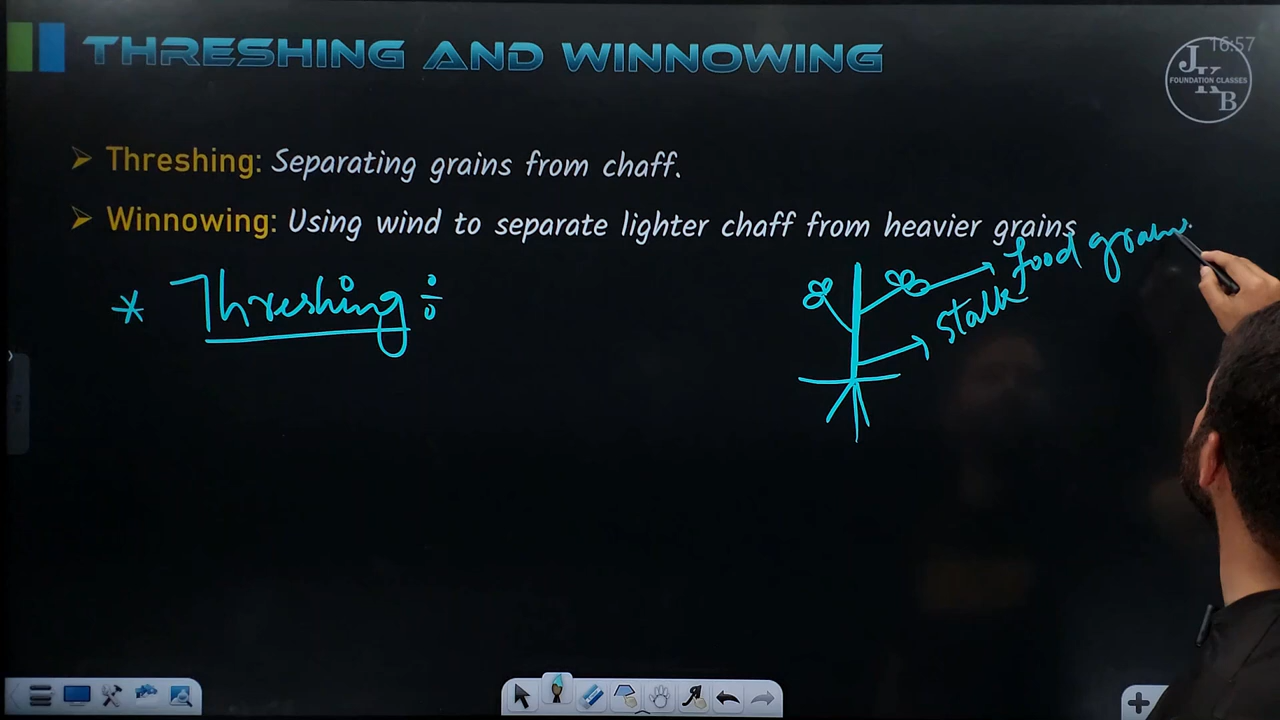 THRESHING AND WINNOWING
16:57
J
FOUNDATION CLASSES
K
B
Threshing: Separating grains from chaff.
Winnowing: Using wind to separate lighter chaff from heavier grains
* Threshing :
food grains
stalk